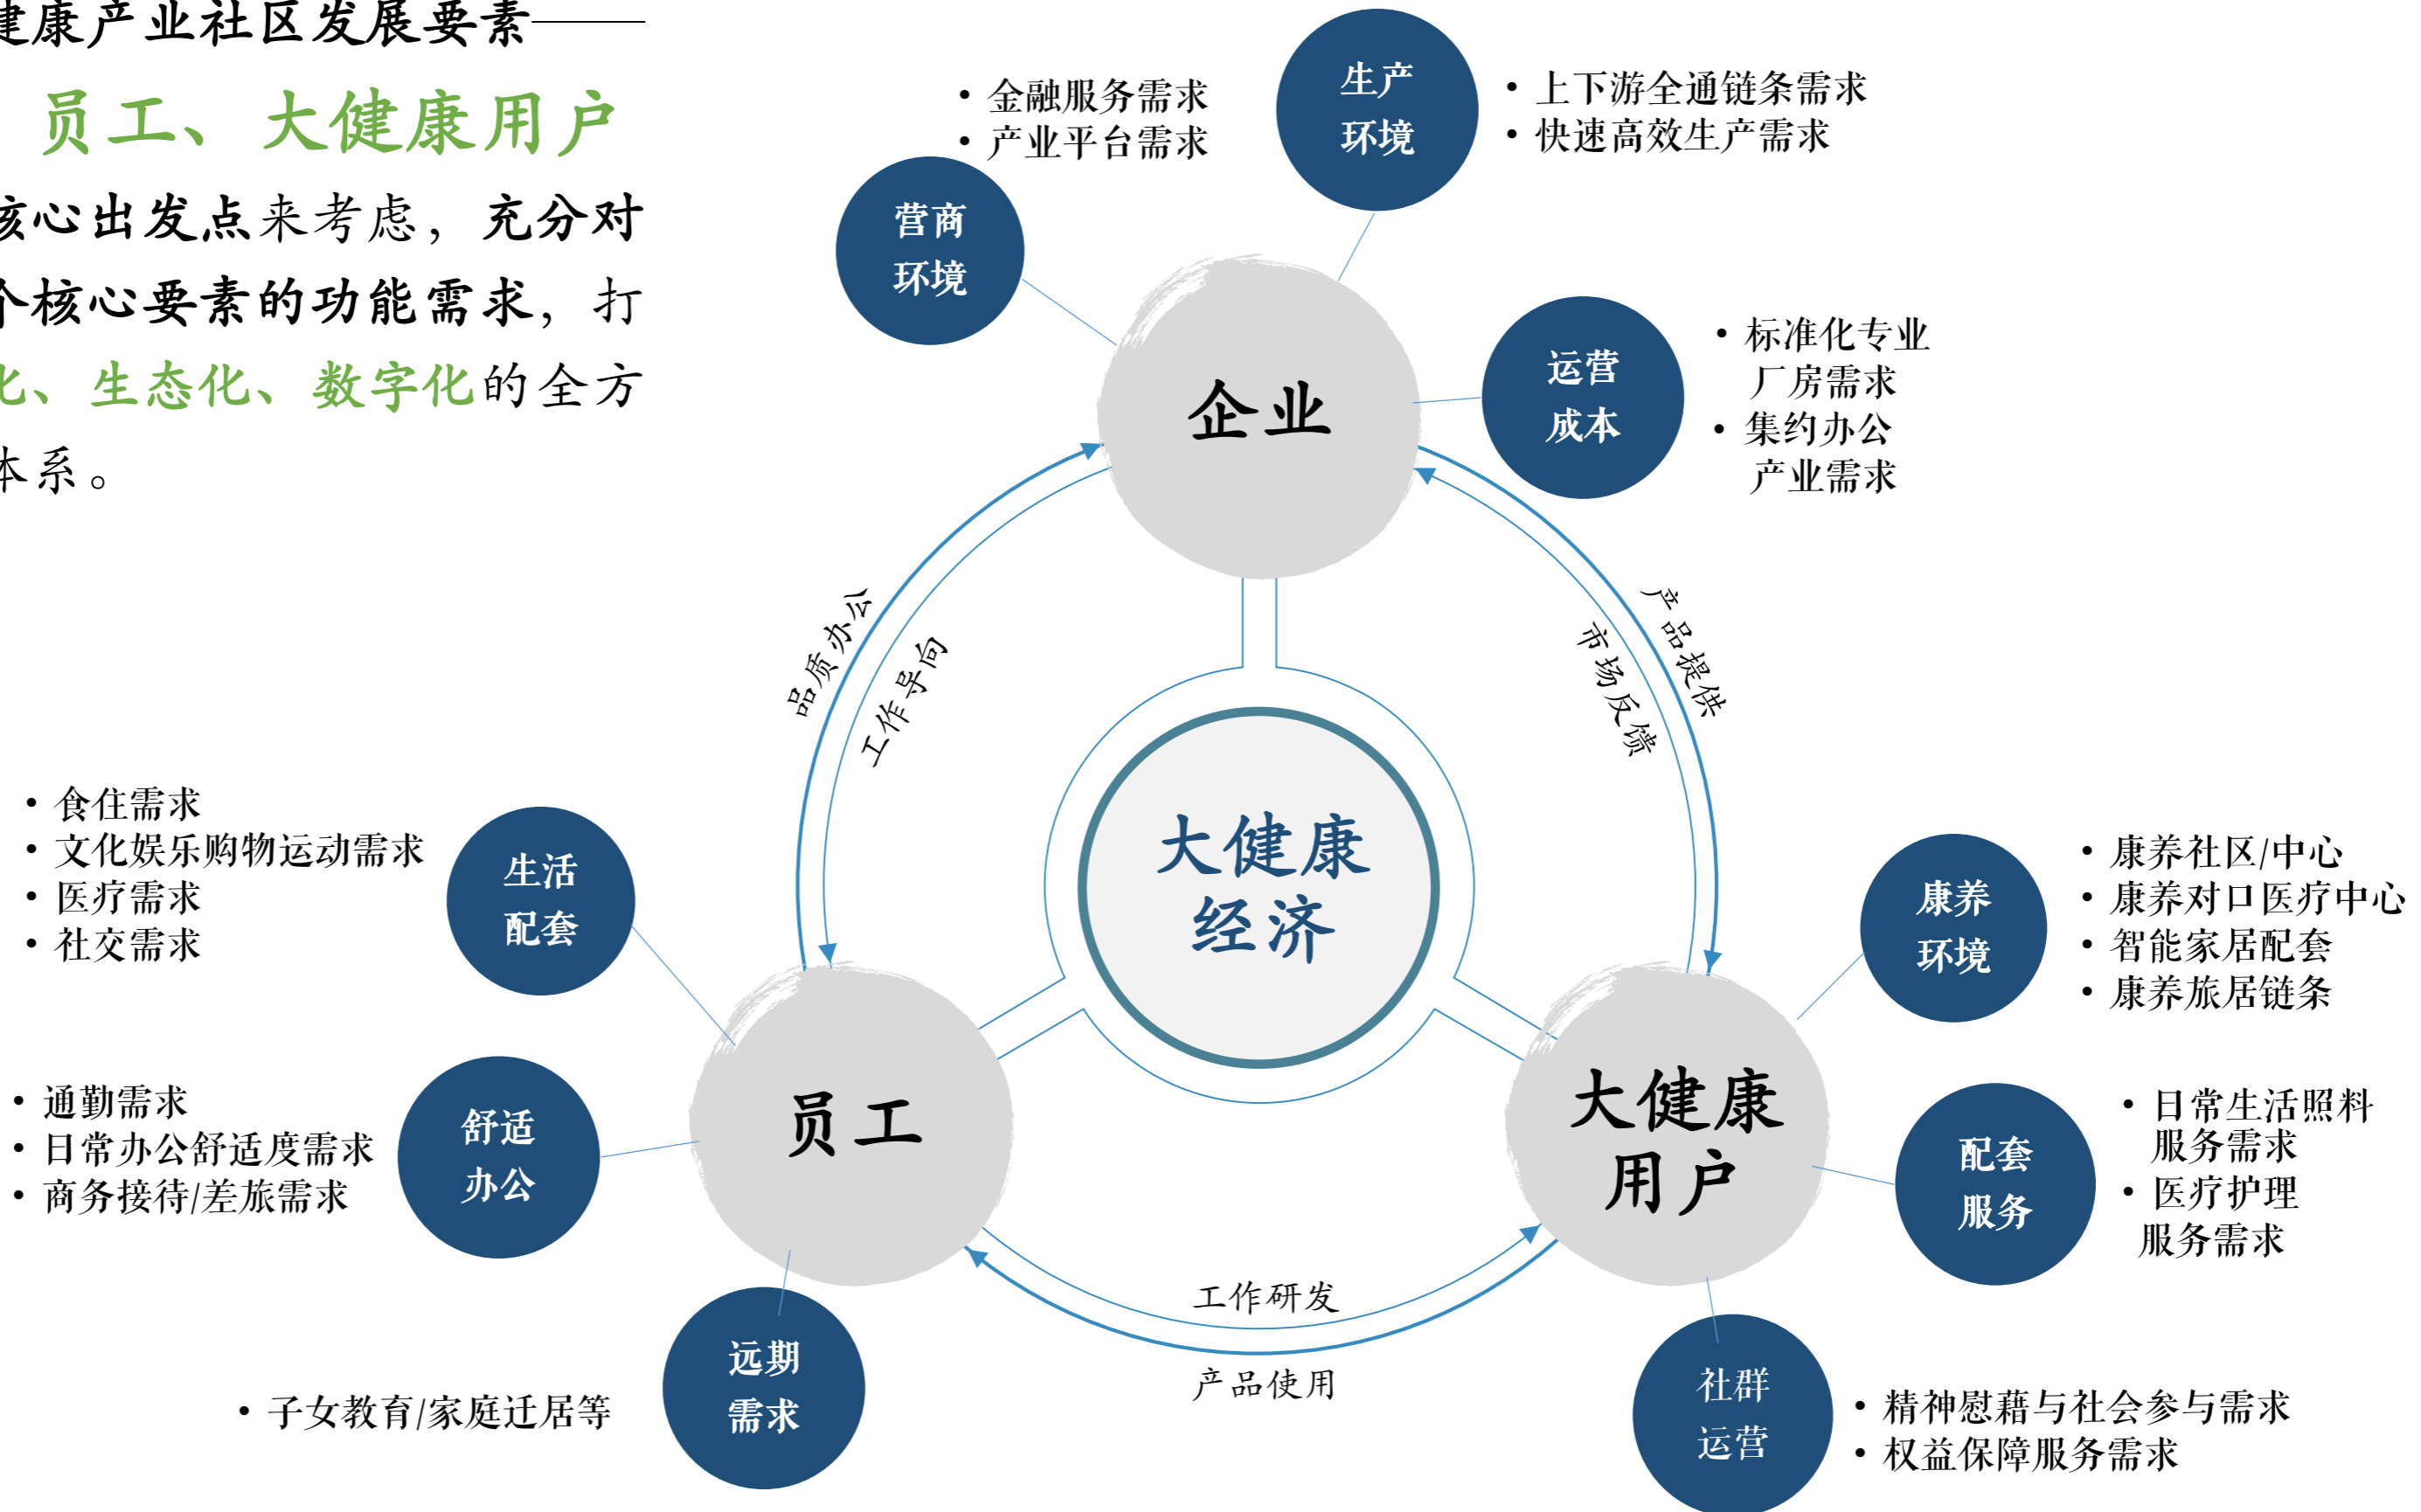 建康产业社区发展要素——
员工、大健康用户
核心出发点来考虑，充分对
个核心要素的功能需求，打
化、生态化、数字化的全方
体系。
• 金融服务需求
• 产业平台需求
生产
环境
• 上下游全通链条需求
• 快速高效生产需求
营商
环境
运营
成本
• 标准化专业
厂房需求
• 集约办公
产业需求
企业
品质办公
工作导向
产品提供
市场反馈
大健康
经济
• 食住需求
• 文化娱乐购物运动需求
• 医疗需求
• 社交需求
生活
配套
康养
环境
• 康养社区/中心
• 康养对口医疗中心
• 智能家居配套
• 康养旅居链条
• 通勤需求
• 日常办公舒适度需求
• 商务接待/差旅需求
舒适
办公
员工
大健康
用户
配套
服务
• 日常生活照料
服务需求
• 医疗护理
服务需求
工作研发
产品使用
• 子女教育/家庭迁居等
远期
需求
社群
运营
• 精神慰藉与社会参与需求
• 权益保障服务需求